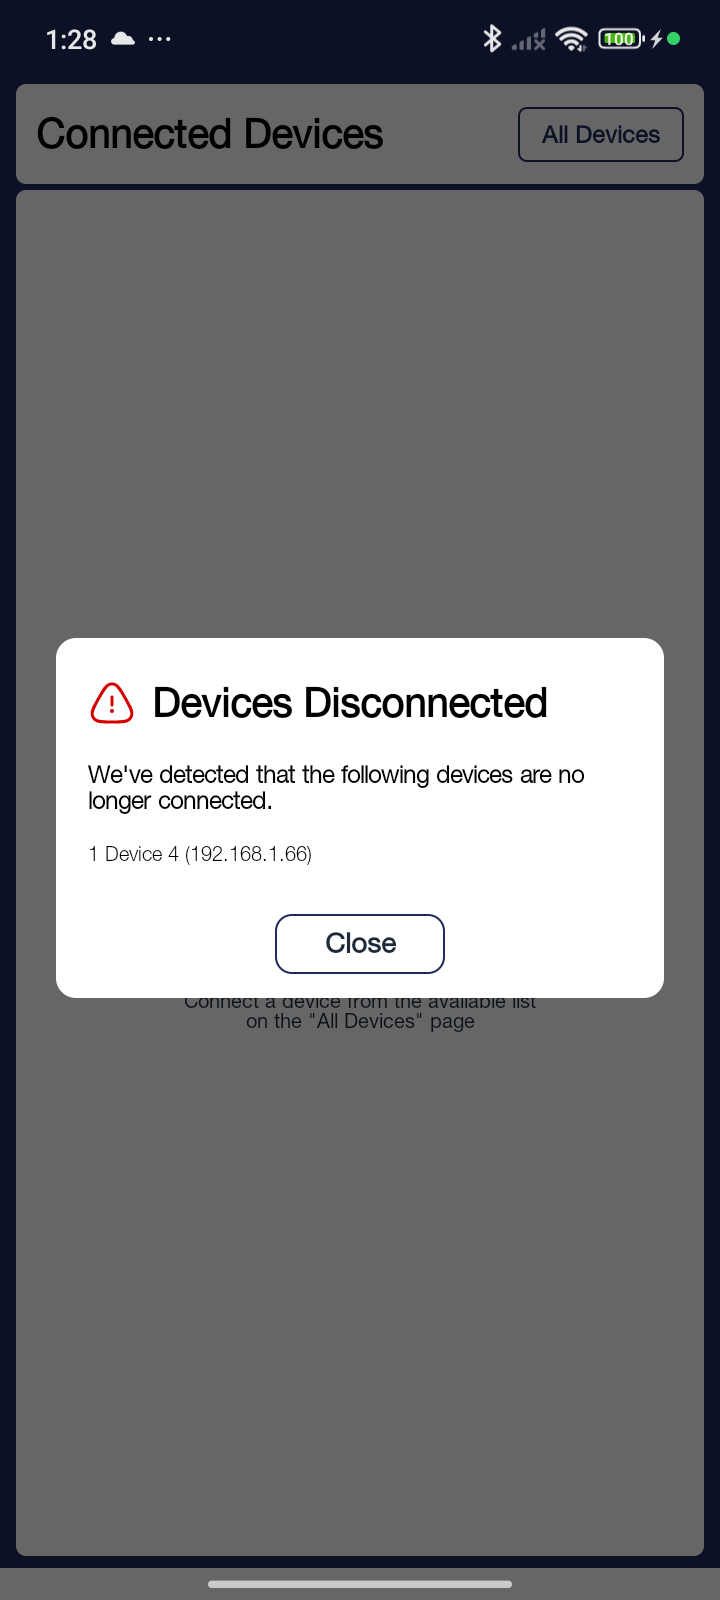 1:28
100
Connected Devices
All Devices
Devices Disconnected
We've detected that the following devices are no
longer connected.
1 Device 4 (192.168.1.66)
Close
Connect a device from the available list
on the "All Devices" page